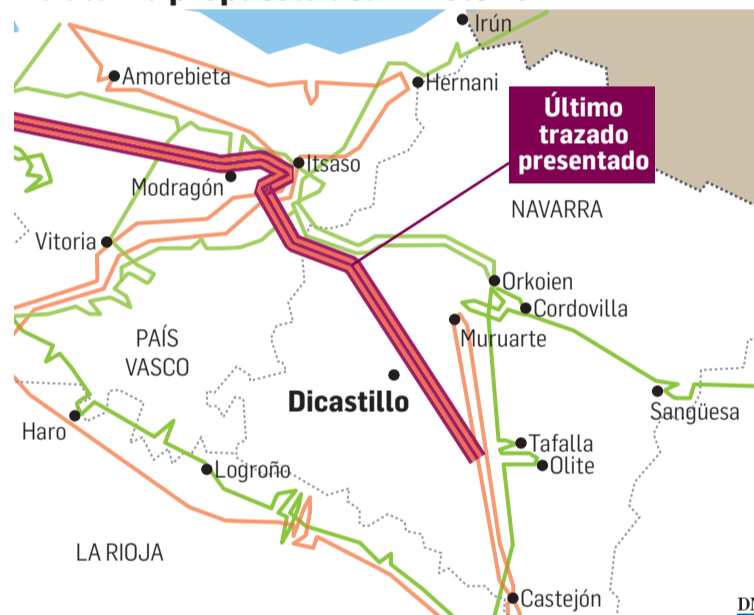 Irún
Amorebieta
Hernani
Último
trazado
presentado
Itsaso
Modragón
NAVARRA
Vitoria
Orkoien
Cordovilla
Muruarte
PAÍS
VASCO
Dicastillo
Sangüesa
Haro
Tafalla
Olite
Logroño
LA RIOJA
Castejón